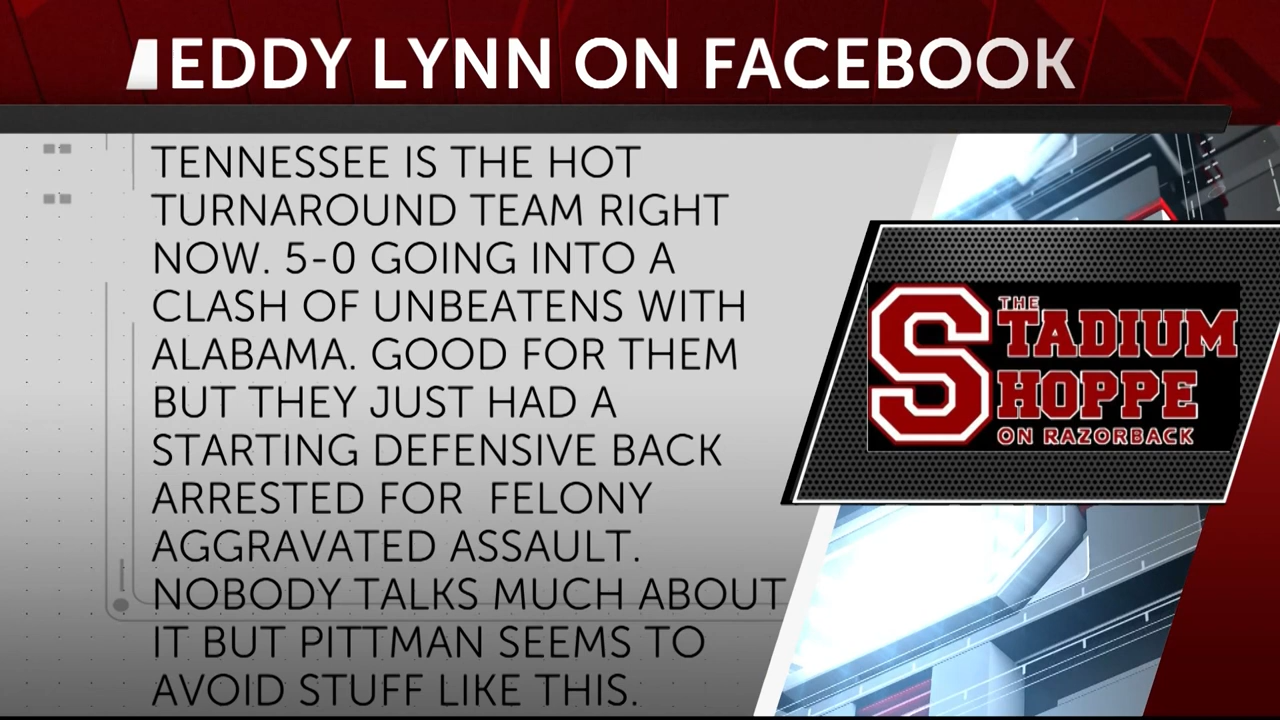 EDDY LYNN ON FACEBOOK
TENNESSEE IS THE HOT
TURNAROUND TEAM RIGHT
NOW. 5-0 GOING INTO A
CLASH OF UNBEATENS WITH
ALABAMA. GOOD FOR THEM
BUT THEY JUST HAD A
STARTING DEFENSIVE BACK
ARRESTED FOR  FELONY
AGGRAVATED ASSAULT.
NOBODY TALKS MUCH ABOUT
IT BUT PITTMAN SEEMS TO
AVOID STUFF LIKE THIS.
THE
STADIUM
SHOPPE
ON RAZORBACK